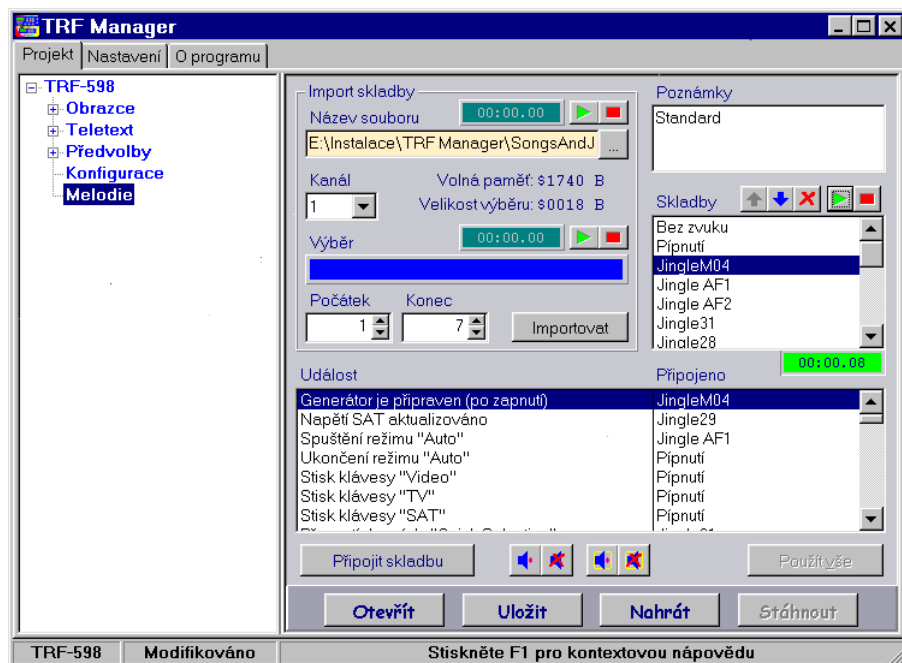 TRF Manager
Projekt Nastavení O programu
TRF-598
Obrazce
Teletext
Předvolby
Konfigurace
Melodie
Import skladby
Název souboru 00:00.00
E:\Instalace\TRF Manager\SongsAndJ ...
Kanál Volná paměť: $1740 B
1 Velikost výběru: $0018 B
Výběr 00:00.00
Počátek Konec
1 7 Importovat
Poznámky
Standard
Skladby
Bez zvuku
Pípnutí
JingleM04
Jingle AF1
Jingle AF2
Jingle31
Jingle28
00:00.08
Událost Připojeno
Generátor je připraven (po zapnutí) JingleM04
Napětí SAT aktualizováno Jingle29
Spuštění režimu "Auto" Jingle AF1
Ukončení režimu "Auto" Pípnutí
Stisk klávesy "Video" Pípnutí
Stisk klávesy "TV" Pípnutí
Stisk klávesy "SAT" Pípnutí
Připojit skladbu Použít vše
Otevřít Uložit Nahrát Stáhnout
TRF-598 Modifikováno Stiskněte F1 pro kontextovou nápovědu